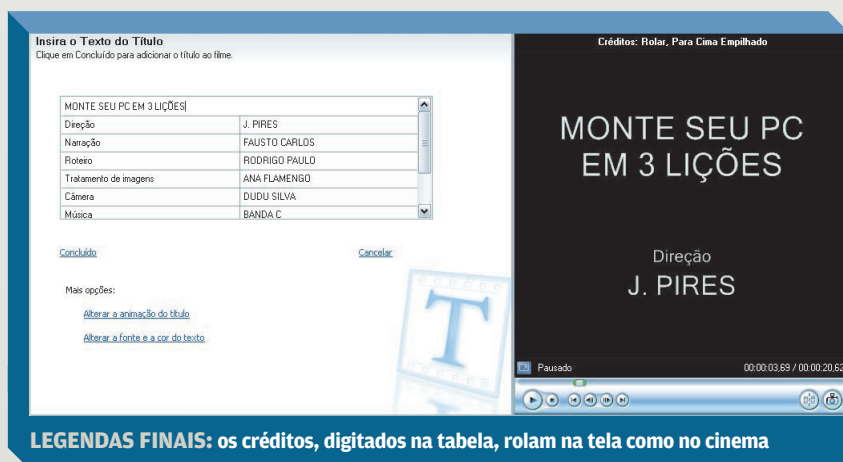 Insira o Texto do Título
Clique em Concluído para adicionar o título ao filme.
MONTE SEU PC EM 3 LIÇÕES
Direção J. PIRES
Narração FAUSTO CARLOS
Roteiro RODRIGO PAULO
Tratamento de imagens ANA FLAMENGO
Câmera DUDU SILVA
Música BANDA C
Concluído Cancelar
Mais opções:
Alterar a animação do título
Alterar a fonte e a cor do texto
T
Créditos: Rolar, Para Cima Empilhado
MONTE SEU PC
EM 3 LIÇÕES
Direção
J. PIRES
Pausado 00:00:03,69 / 00:00:20,62
LEGENDAS FINAIS: os créditos, digitados na tabela, rolam na tela como no cinema